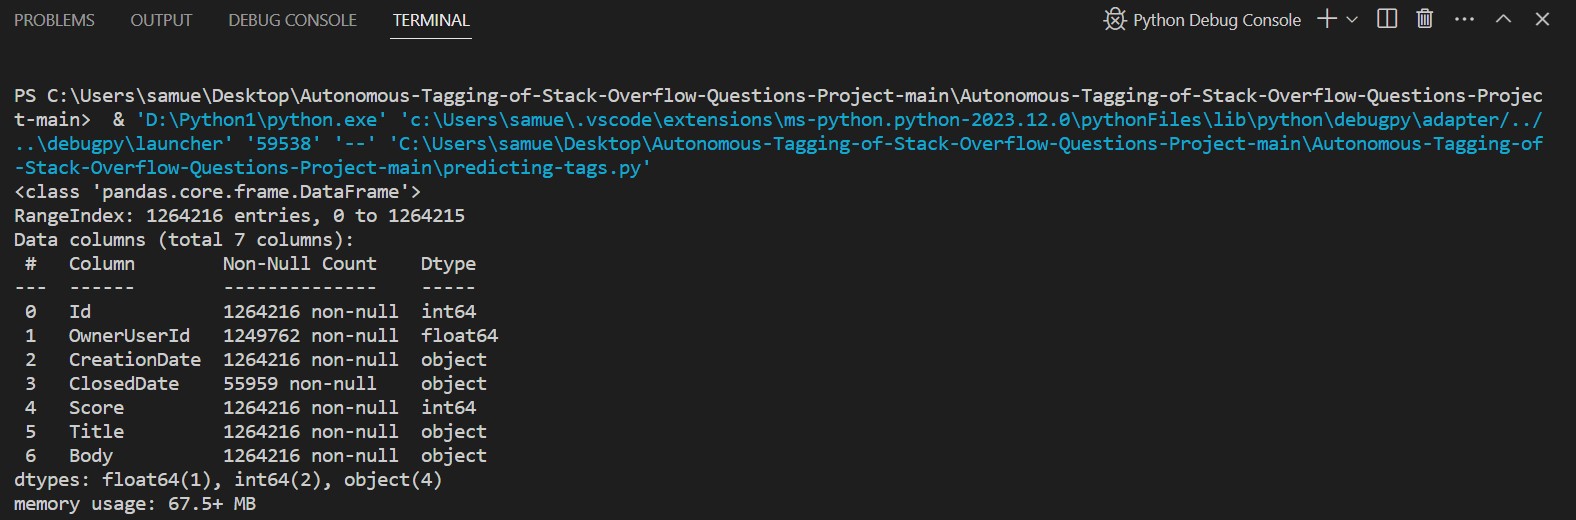 PROBLEMS OUTPUT DEBUG CONSOLE TERMINAL Python Debug Console
PS C:\Users\samue\Desktop\Autonomous-Tagging-of-Stack-Overflow-Questions-Project-main\Autonomous-Tagging-of-Stack-Overflow-Questions-Projec
t-main>  & 'D:\Python1\python.exe' 'c:\Users\samue\.vscode\extensions\ms-python.python-2023.12.0\pythonFiles\lib\python\debugpy\adapter/../
..\debugpy\launcher' '59538' '--' 'C:\Users\samue\Desktop\Autonomous-Tagging-of-Stack-Overflow-Questions-Project-main\Autonomous-Tagging-of
-Stack-Overflow-Questions-Project-main\predicting-tags.py'
<class 'pandas.core.frame.DataFrame'>
RangeIndex: 1264216 entries, 0 to 1264215
Data columns (total 7 columns):
 #   Column        Non-Null Count    Dtype
---  ------        --------------    -----
 0   Id            1264216 non-null  int64
 1   OwnerUserId   1249762 non-null  float64
 2   CreationDate  1264216 non-null  object
 3   ClosedDate    55959 non-null    object
 4   Score         1264216 non-null  int64
 5   Title         1264216 non-null  object
 6   Body          1264216 non-null  object
dtypes: float64(1), int64(2), object(4)
memory usage: 67.5+ MB